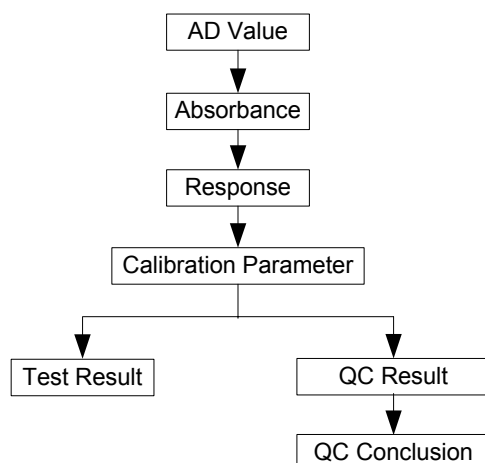 AD Value
Absorbance
Response
Calibration Parameter
Test Result
QC Result
QC Conclusion